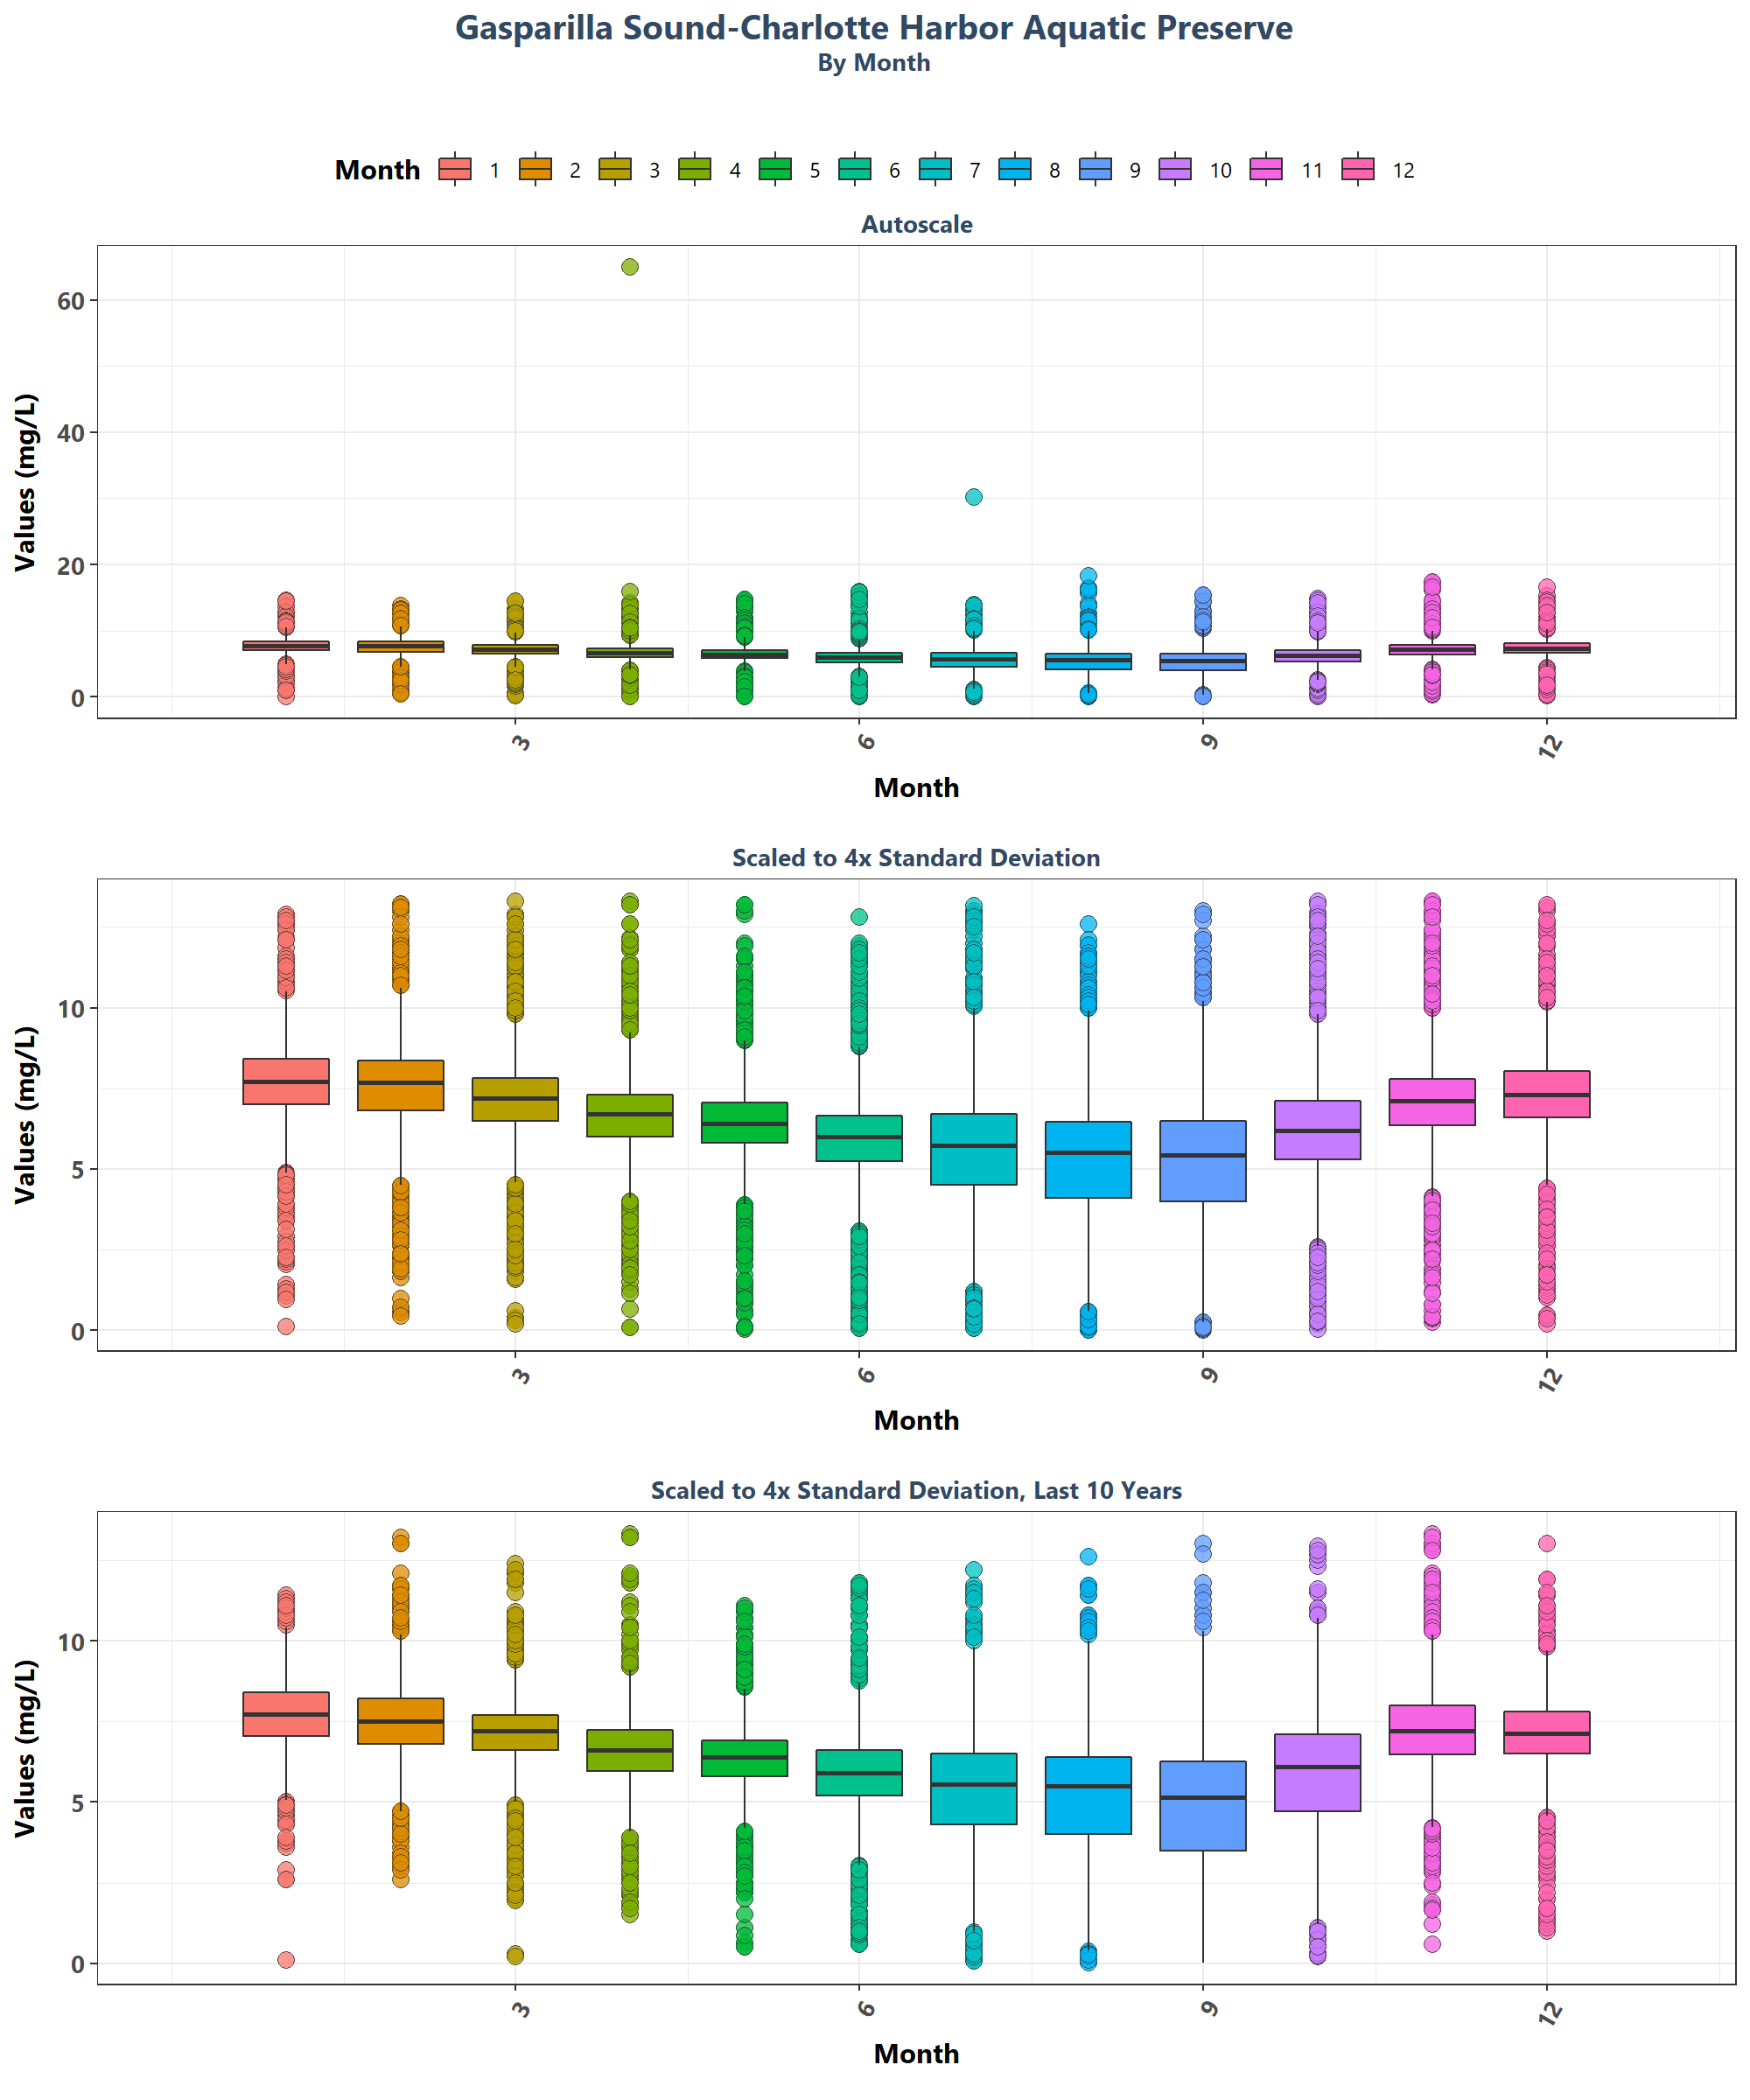 Gasparilla Sound-Charlotte Harbor Aquatic Preserve
By Month
Month 1 2 3 4 5 6 7 8 9 10 11 12
Autoscale
Values (mg/L)
60
40
20
0
3 6 9 12
Month
Scaled to 4x Standard Deviation
Values (mg/L)
10
5
0
3 6 9 12
Month
Scaled to 4x Standard Deviation, Last 10 Years
Values (mg/L)
10
5
0
3 6 9 12
Month